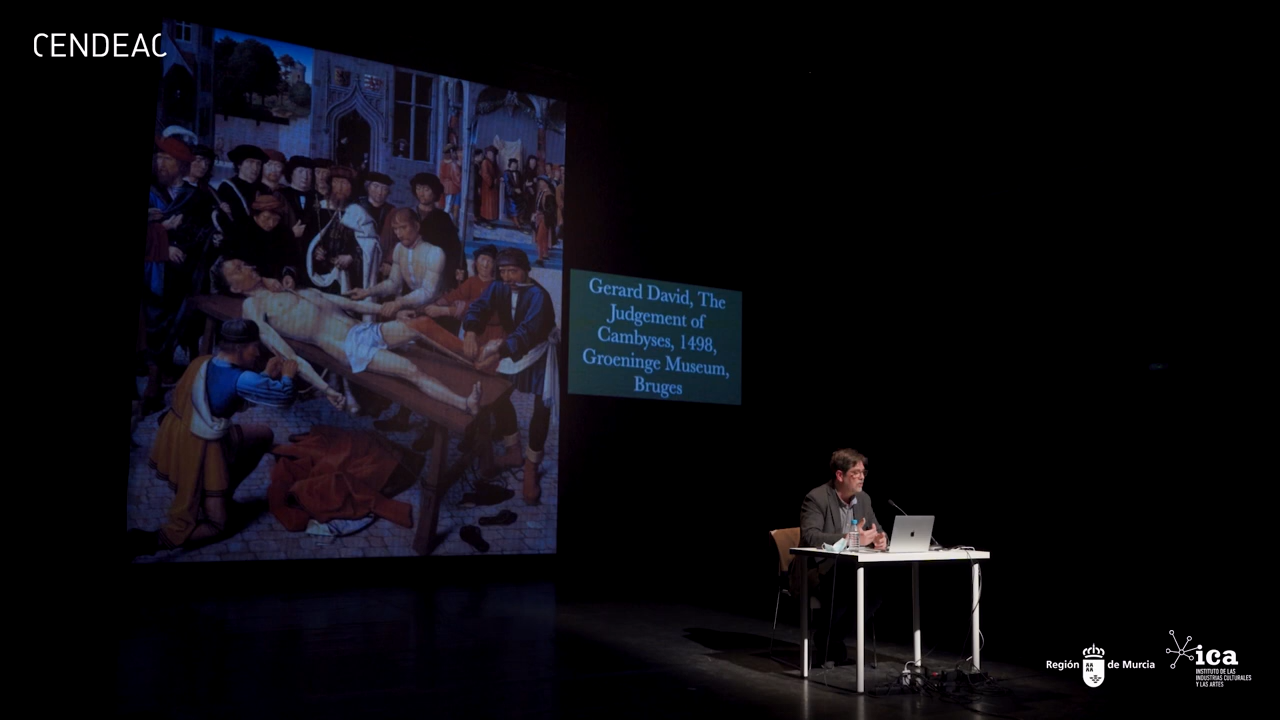 CENDEAC
Gerard David, The
Judgement of
Cambyses, 1498,
Groeninge Museum,
Bruges
Región de Murcia
ica
INSTITUTO DE LAS
INDUSTRIAS CULTURALES
Y LAS ARTES